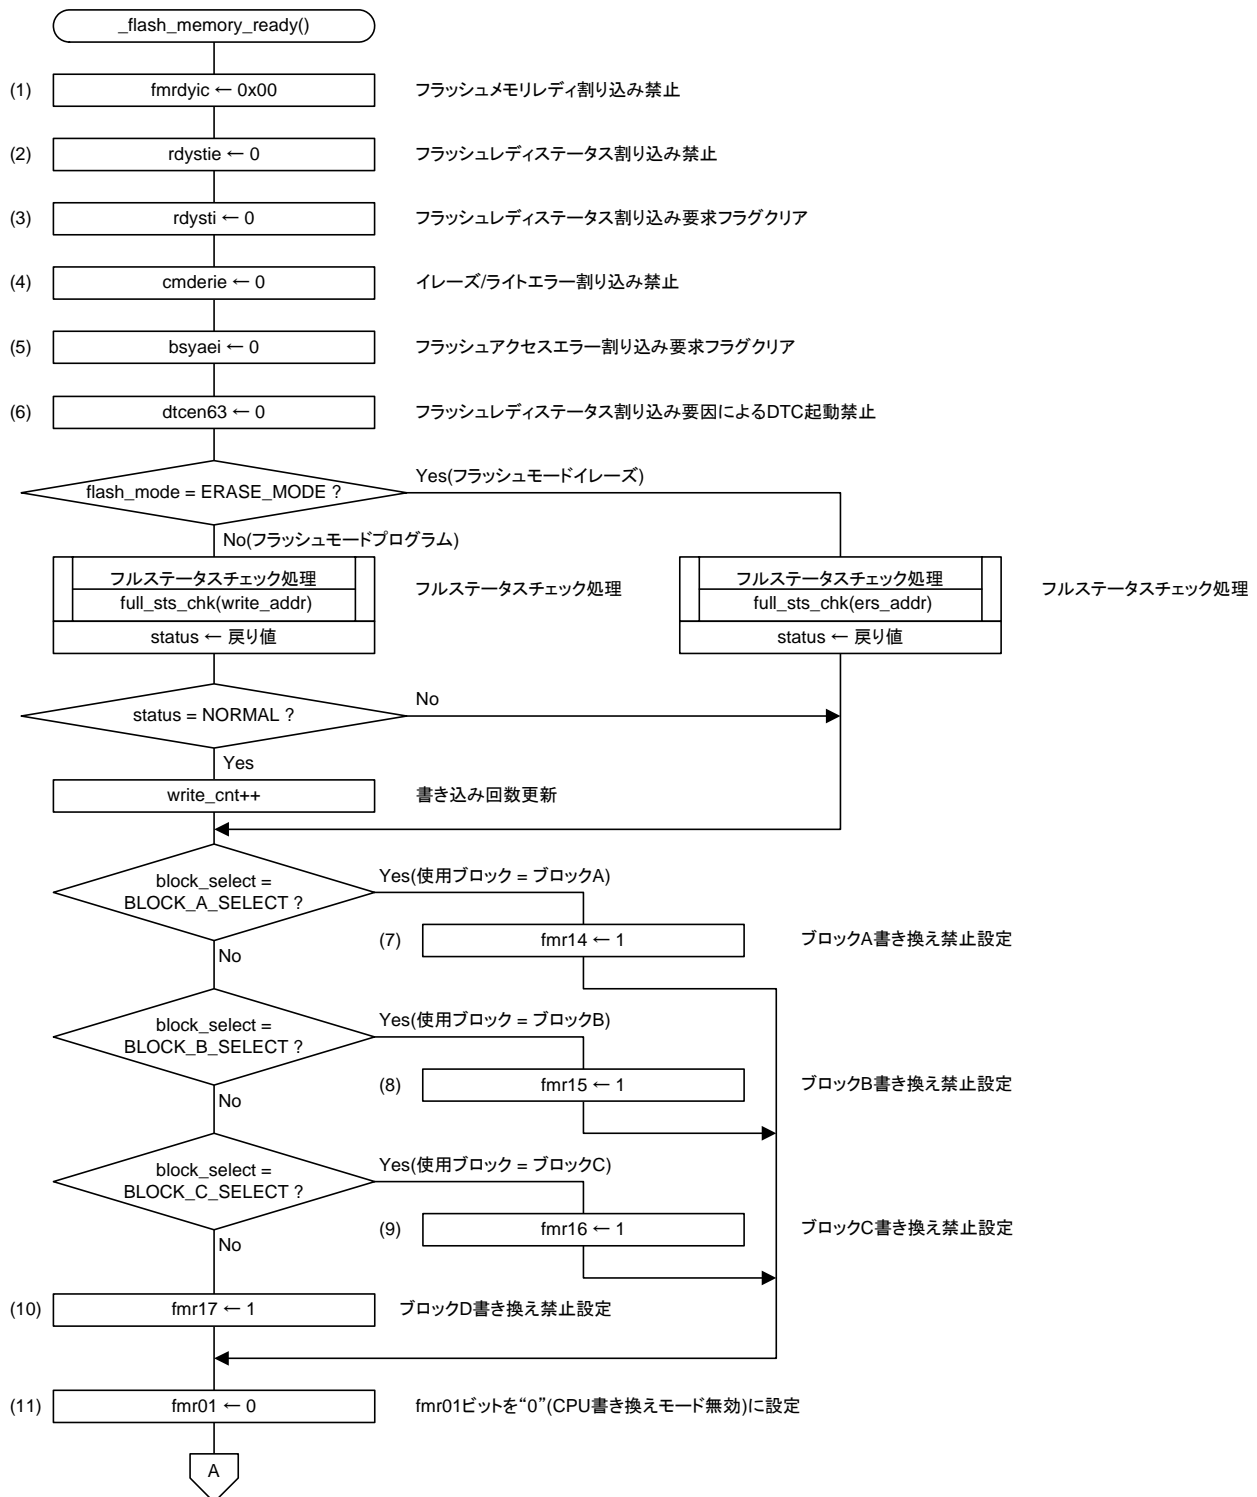 _flash_memory_ready()
(1) fmrdyic ← 0x00 フラッシュメモリレディ割り込み禁止
(2) rdystie ← 0 フラッシュレディステータス割り込み禁止
(3) rdysti ← 0 フラッシュレディステータス割り込み要求フラグクリア
(4) cmderie ← 0 イレーズ/ライトエラー割り込み禁止
(5) bsyaei ← 0 フラッシュアクセスエラー割り込み要求フラグクリア
(6) dtcen63 ← 0 フラッシュレディステータス割り込み要因によるDTC起動禁止
flash_mode = ERASE_MODE ?
Yes(フラッシュモードイレーズ)
No(フラッシュモードプログラム)
フルステータスチェック処理
full_sts_chk(write_addr)
status ← 戻り値
フルステータスチェック処理
フルステータスチェック処理
full_sts_chk(ers_addr)
status ← 戻り値
フルステータスチェック処理
status = NORMAL ?
No
Yes
write_cnt++ 書き込み回数更新
block_select =
BLOCK_A_SELECT ?
Yes(使用ブロック = ブロックA)
(7) fmr14 ← 1 ブロックA書き換え禁止設定
No
block_select =
BLOCK_B_SELECT ?
Yes(使用ブロック = ブロックB)
(8) fmr15 ← 1 ブロックB書き換え禁止設定
No
block_select =
BLOCK_C_SELECT ?
Yes(使用ブロック = ブロックC)
(9) fmr16 ← 1 ブロックC書き換え禁止設定
No
(10) fmr17 ← 1 ブロックD書き換え禁止設定
(11) fmr01 ← 0 fmr01ビットを“0”(CPU書き換えモード無効)に設定
A